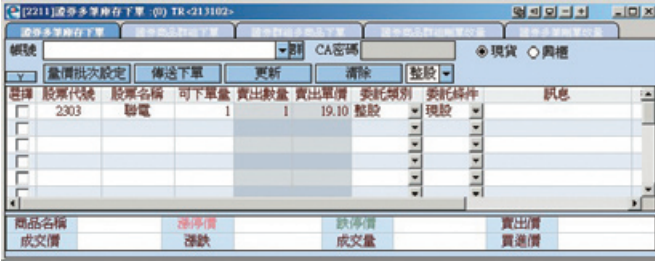 [2211]證券多筆庫存下單 :(0) TR<213102>
證券多筆庫存下單
帳號 群 CA密碼 現貨 興櫃
量價批次設定 傳送下單 更新 清除 整股
選擇 股票代號 股票名稱 可下單量 賣出數量 賣出單價 委託類別 委託條件 訊息
2303 聯電 1 1 19.10 整股 現股
商品名稱 漲停價 跌停價 賣出價
成交價 漲跌 成交量 買進價